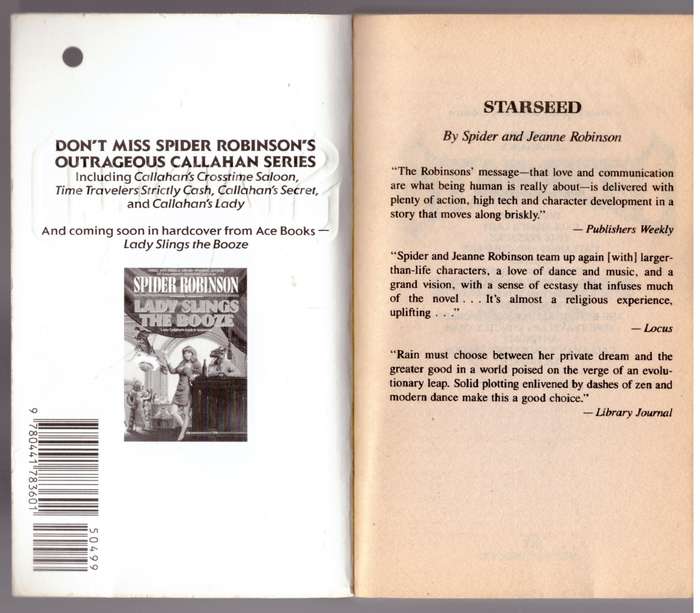 DON'T MISS SPIDER ROBINSON'S
OUTRAGEOUS CALLAHAN SERIES
Including Callahan's Crosstime Saloon,
Time Travelers Strictly Cash, Callahan's Secret,
and Callahan's Lady
And coming soon in hardcover from Ace Books—
Lady Slings the Booze
SPIDER ROBINSON
LADY SLINGS
THE BOOZE
9 780441 783601
50499
STARSEED
By Spider and Jeanne Robinson
"The Robinsons' message—that love and communication
are what being human is really about—is delivered with
plenty of action, high tech and character development in a
story that moves along briskly."
—Publishers Weekly
"Spider and Jeanne Robinson team up again [with] larger-
than-life characters, a love of dance and music, and a
grand vision, with a sense of ecstasy that infuses much
of the novel . . . It's almost a religious experience,
uplifting . . ."
—Locus
"Rain must choose between her private dream and the
greater good in a world poised on the verge of an evolu-
tionary leap. Solid plotting enlivened by dashes of zen and
modern dance make this a good choice."
—Library Journal